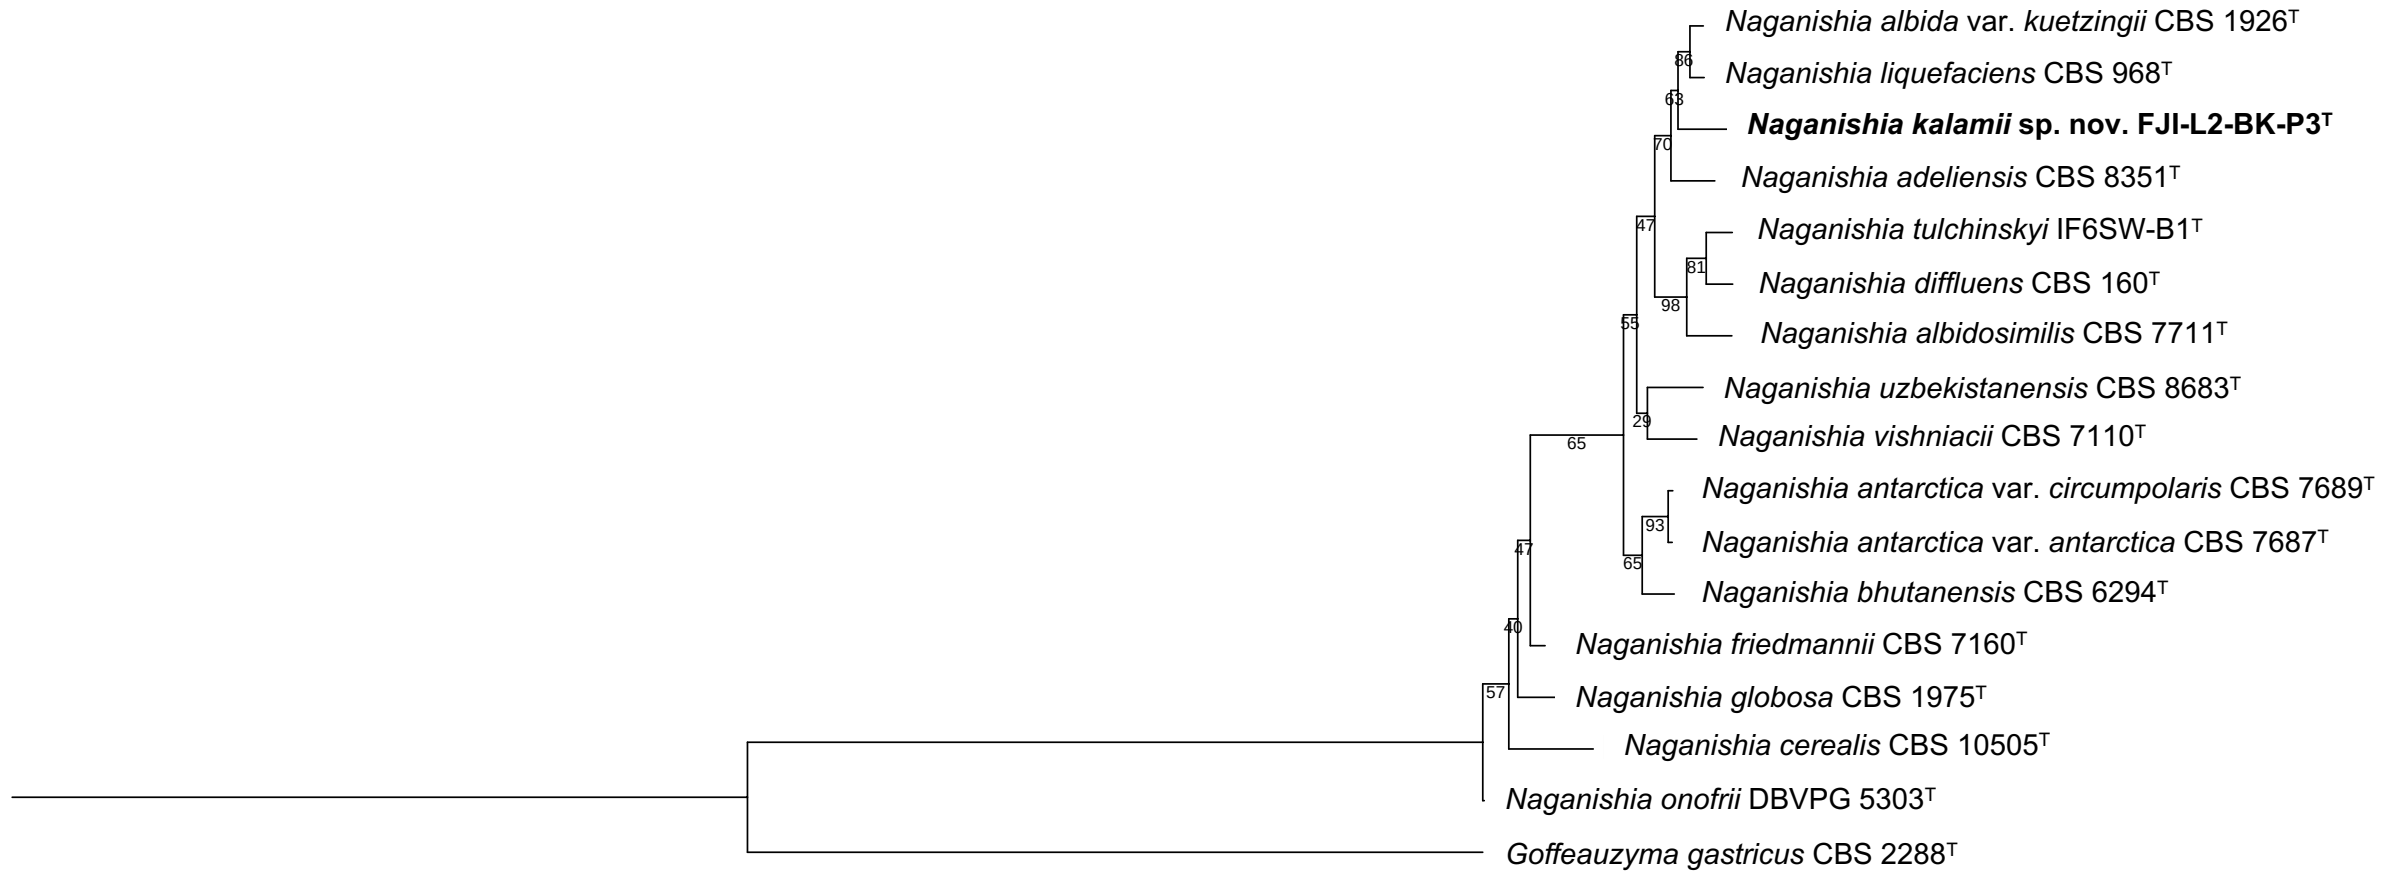 Naganishia albida var. kuetzingii CBS 1926ᵀ
86
Naganishia liquefaciens CBS 968ᵀ
63
Naganishia kalamii sp. nov. FJI-L2-BK-P3ᵀ
70
Naganishia adeliensis CBS 8351ᵀ
47
Naganishia tulchinskyi IF6SW-B1ᵀ
81
Naganishia diffluens CBS 160ᵀ
98
55
Naganishia albidosimilis CBS 7711ᵀ
Naganishia uzbekistanensis CBS 8683ᵀ
29
65
Naganishia vishniacii CBS 7110ᵀ
Naganishia antarctica var. circumpolaris CBS 7689ᵀ
93
47
Naganishia antarctica var. antarctica CBS 7687ᵀ
65
Naganishia bhutanensis CBS 6294ᵀ
40
Naganishia friedmannii CBS 7160ᵀ
57
Naganishia globosa CBS 1975ᵀ
Naganishia cerealis CBS 10505ᵀ
Naganishia onofrii DBVPG 5303ᵀ
Goffeauzyma gastricus CBS 2288ᵀ